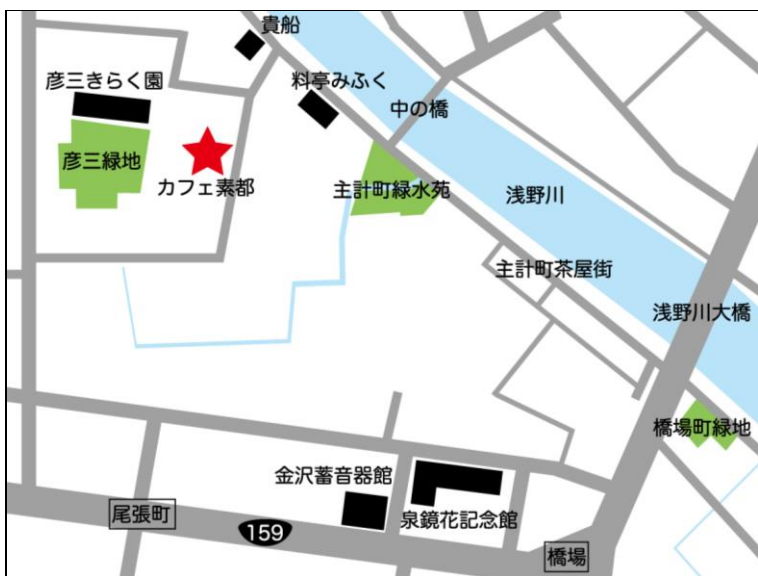 貴船
彦三きらく園
料亭みふく
中の橋
彦三緑地
カフェ素都
主計町緑水苑
浅野川
主計町茶屋街
浅野川大橋
橋場町緑地
金沢蓄音器館
尾張町
159
泉鏡花記念館
橋場